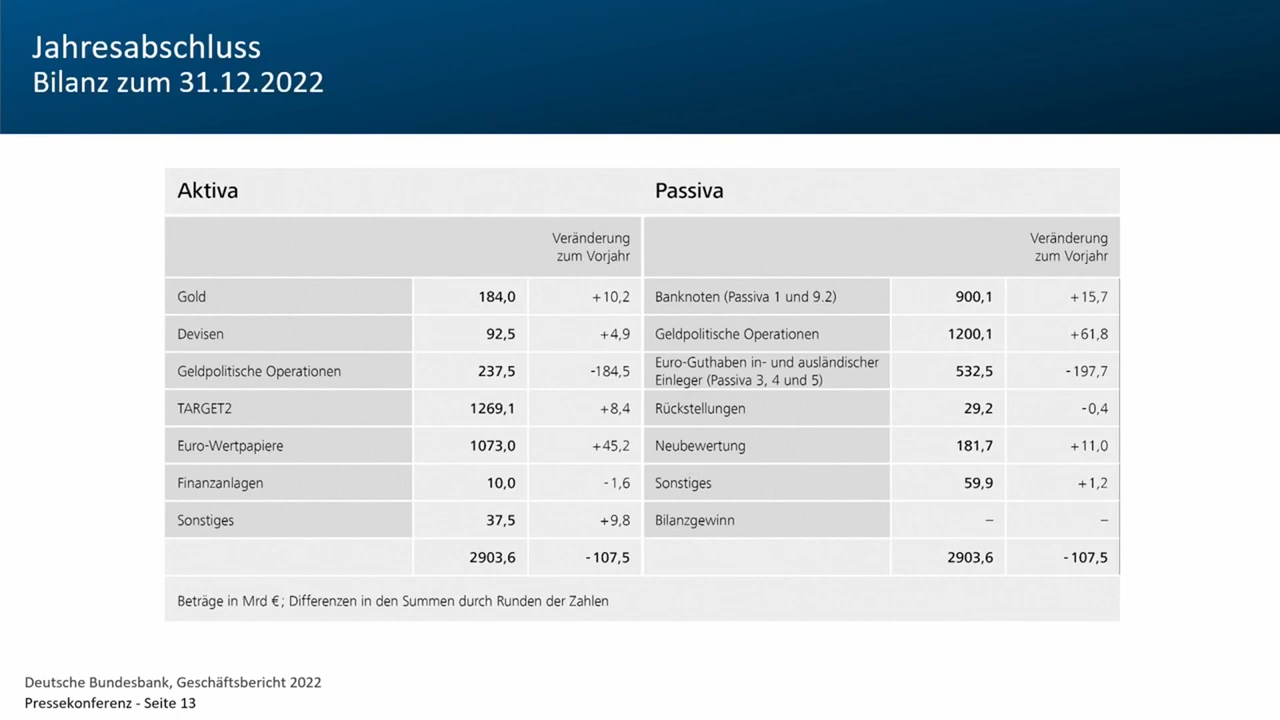 Jahresabschluss
Bilanz zum 31.12.2022
Aktiva Passiva
Veränderung
zum Vorjahr
Veränderung
zum Vorjahr
Gold 184,0 +10,2 Banknoten (Passiva 1 und 9.2) 900,1 +15,7
Devisen 92,5 +4,9 Geldpolitische Operationen 1200,1 +61,8
Geldpolitische Operationen 237,5 -184,5 Euro-Guthaben in- und ausländischer
Einleger (Passiva 3, 4 und 5) 532,5 -197,7
TARGET2 1269,1 +8,4 Rückstellungen 29,2 -0,4
Euro-Wertpapiere 1073,0 +45,2 Neubewertung 181,7 +11,0
Finanzanlagen 10,0 -1,6 Sonstiges 59,9 +1,2
Sonstiges 37,5 +9,8 Bilanzgewinn – –
2903,6 -107,5 2903,6 -107,5
Beträge in Mrd €; Differenzen in den Summen durch Runden der Zahlen
Deutsche Bundesbank, Geschäftsbericht 2022
Pressekonferenz - Seite 13